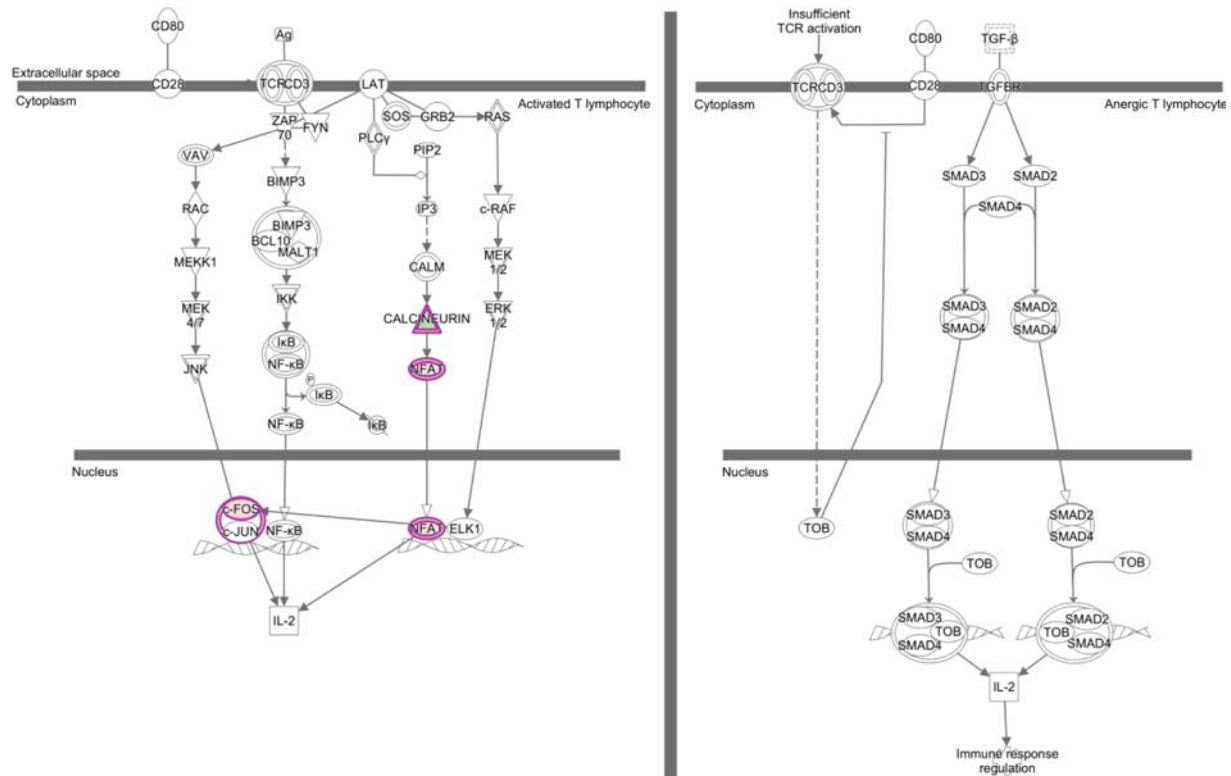 CD80
Ag
Extracellular space
CD28
TCR
CD3
LAT
Cytoplasm
Activated T lymphocyte
ZAP
70
FYN
SOS
GRB2
RAS
PLCγ
VAV
PIP2
BIMP3
RAC
IP3
c-RAF
BIMP3
BCL10
MALT1
MEKK1
CALM
MEK
1/2
IKK
MEK
4/7
CALCINEURIN
ERK
1/2
IκB
NF-κB
JNK
NFAT
P
IκB
IκB
NF-κB
Nucleus
c-FOS
c-JUN
NF-κB
NFAT
ELK1
IL-2
Insufficient
TCR activation
CD80
TGF-β
TCR
CD3
CD28
TGFBR
Cytoplasm
Anergic T lymphocyte
SMAD3
SMAD2
SMAD4
SMAD3
SMAD4
SMAD2
SMAD4
Nucleus
TOB
SMAD3
SMAD4
SMAD2
SMAD4
TOB
TOB
SMAD3
TOB
SMAD4
SMAD2
TOB
SMAD4
IL-2
Immune response
regulation